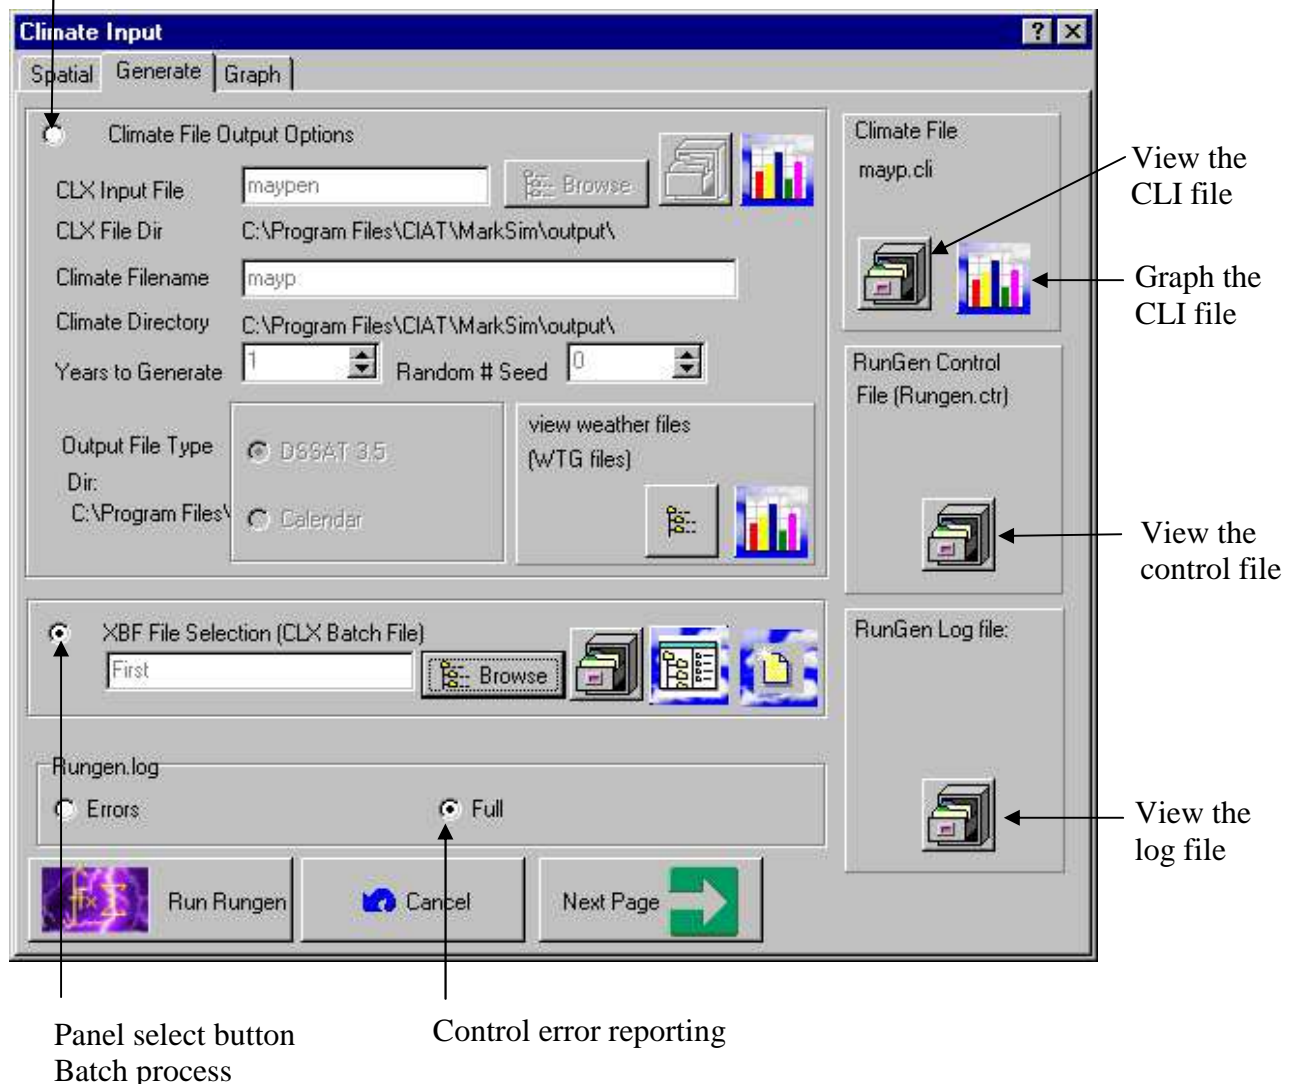 Climate Input
Spatial Generate Graph
Climate File Output Options
CLX Input File maypen Browse
CLX File Dir C:\Program Files\CIAT\MarkSim\output\
Climate Filename mayp
Climate Directory C:\Program Files\CIAT\MarkSim\output\
Years to Generate 1 Random # Seed 0
Output File Type
Dir:
C:\Program Files\
DSSAT 3.5
Calendar
view weather files
(WTG files)
XBF File Selection (CLX Batch File)
First Browse
Rungen.log
Errors Full
Run Rungen Cancel Next Page
Climate File
mayp.cli
RunGen Control
File (Rungen.ctr)
RunGen Log file:
View the
CLI file
Graph the
CLI file
View the
control file
View the
log file
Panel select button
Batch process
Control error reporting